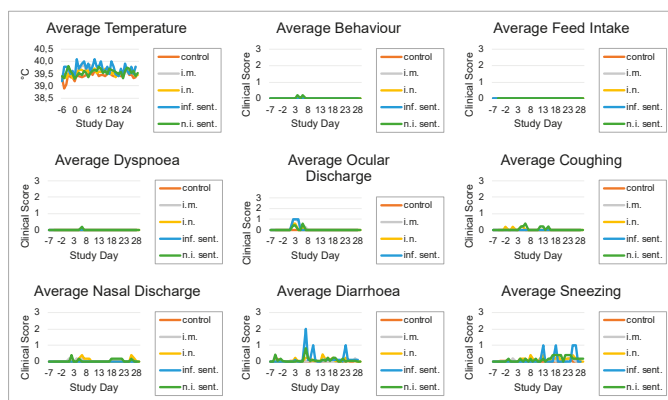 Average Temperature
40,5
40,0
39,5
39,0
38,5
°C
-6 0 6 12 18 24
Study Day
control
i.m.
i.n.
inf. sent.
n.i. sent.
Average Behaviour
3
2
1
0
Clinical Score
-7 -2 3 8 13 18 23 28
Study Day
control
i.m.
i.n.
inf. sent.
n.i. sent.
Average Feed Intake
3
2
1
0
Clinical Score
-7 -2 3 8 13 18 23 28
Study Day
control
i.m.
i.n.
inf. sent.
n.i. sent.
Average Dyspnoea
3
2
1
0
Clinical Score
-7 -2 3 8 13 18 23 28
Study Day
control
i.m.
i.n.
inf. sent.
n.i. sent.
Average Ocular
Discharge
3
2
1
0
Clinical Score
-7 -2 3 8 13 18 23 28
Study Day
control
i.m.
i.n.
inf. sent.
n.i. sent.
Average Coughing
3
2
1
0
Clinical Score
-7 -2 3 8 13 18 23 28
Study Day
control
i.m.
i.n.
inf. sent.
n.i. sent.
Average Nasal Discharge
3
2
1
0
Clinical Score
-7 -2 3 8 13 18 23 28
Study Day
control
i.m.
i.n.
inf. sent.
n.i. sent.
Average Diarrhoea
3
2
1
0
Clinical Score
-7 -2 3 8 13 18 23 28
Study Day
control
i.m.
i.n.
inf. sent.
n.i. sent.
Average Sneezing
3
2
1
0
Clinical Score
-7 -2 3 8 13 18 23 28
Study Day
control
i.m.
i.n.
inf. sent.
n.i. sent.